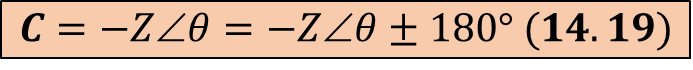 C = −Z∠θ = −Z∠θ ± 180° (14.19)